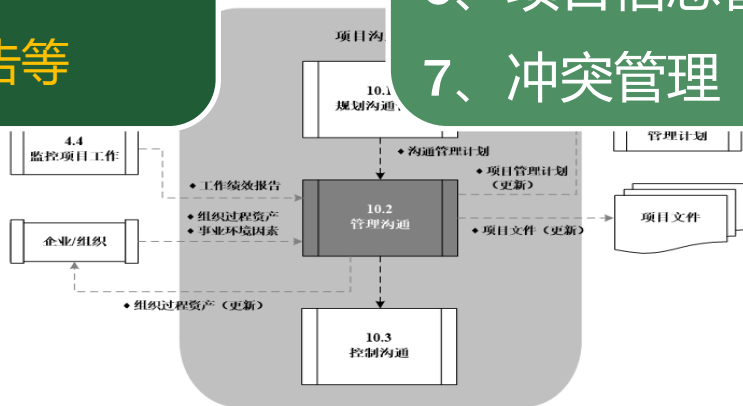 告等
7、冲突管理
项目沟
10.1
规划沟通
◆沟通管理计划
4.4
监控项目工作
管理计划
◆工作绩效报告
◆项目管理计划
（更新）
◆组织过程资产
◆事业环境因素
10.2
管理沟通
企业/组织
◆项目文件（更新）
项目文件
◆组织过程资产（更新）
10.3
控制沟通